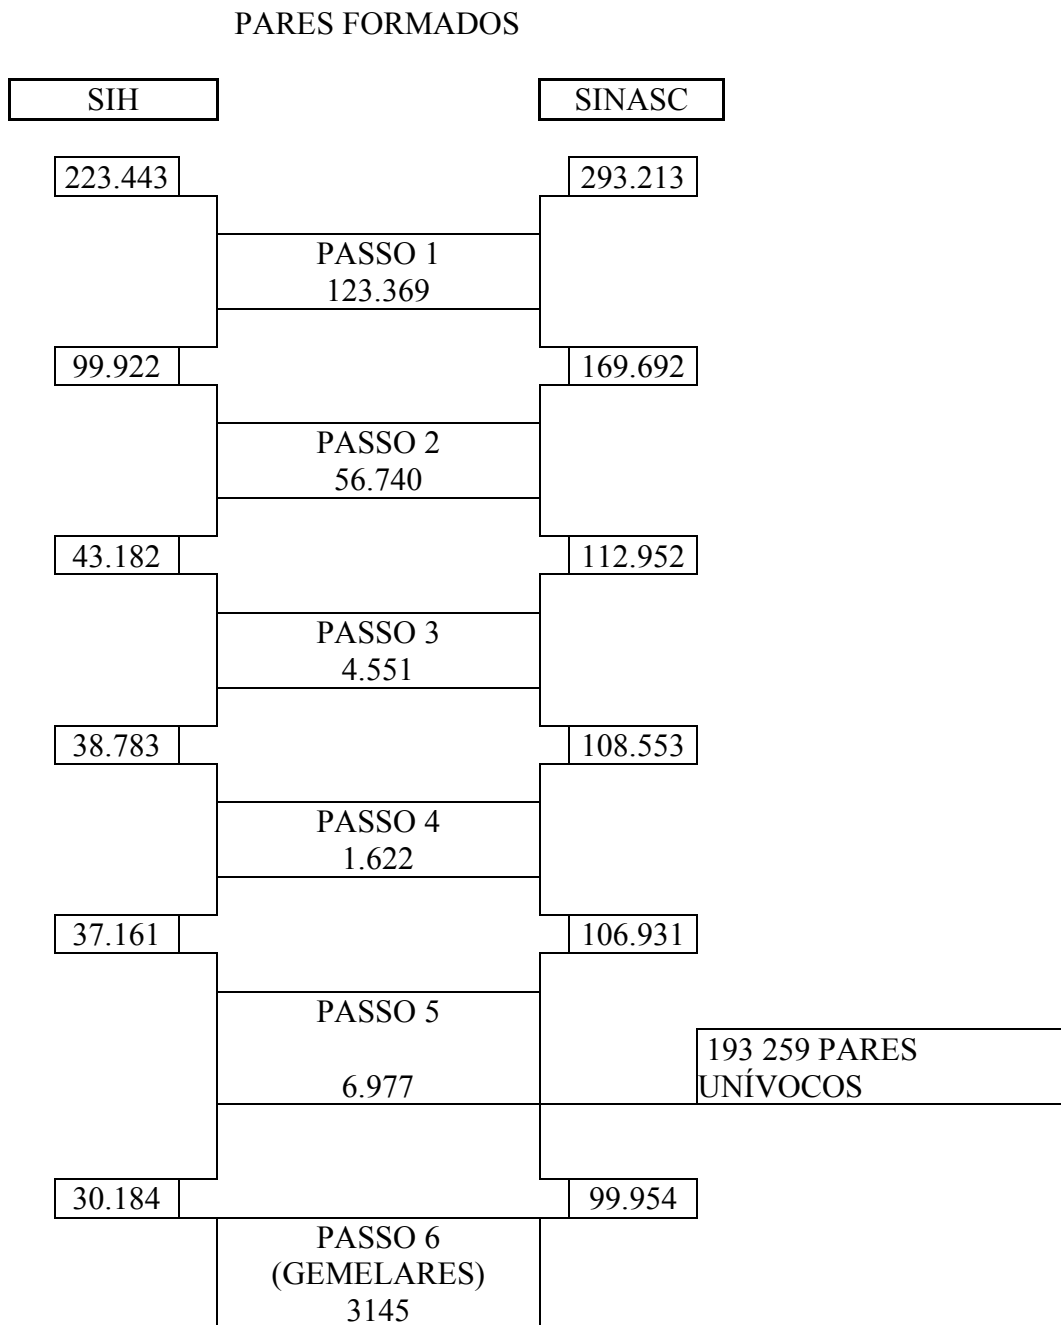 PARES FORMADOS
SIH
SINASC
223.443
293.213
PASSO 1
123.369
99.922
169.692
PASSO 2
56.740
43.182
112.952
PASSO 3
4.551
38.783
108.553
PASSO 4
1.622
37.161
106.931
PASSO 5
193 259 PARES
6.977
UNÍVOCOS
30.184
99.954
PASSO 6
(GEMELARES)
3145